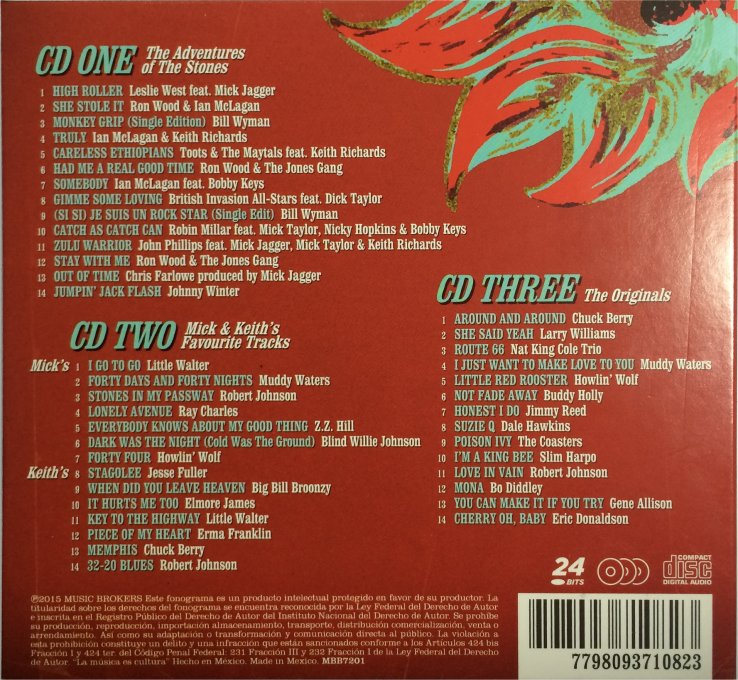 CD ONE The Adventures
of The Stones
1 HIGH ROLLER Leslie West feat. Mick Jagger
2 SHE STOLE IT Ron Wood & Ian McLagan
3 MONKEY GRIP (Single Edition) Bill Wyman
4 TRULY Ian McLagan & Keith Richards
5 CARELESS ETHIOPIANS Toots & The Maytals feat. Keith Richards
6 HAD ME A REAL GOOD TIME Ron Wood & The Jones Gang
7 SOMEBODY Ian McLagan feat. Bobby Keys
8 GIMME SOME LOVING British Invasion All-Stars feat. Dick Taylor
9 (SI SI) JE SUIS UN ROCK STAR (Single Edit) Bill Wyman
10 CATCH AS CATCH CAN Robin Millar feat. Mick Taylor, Nicky Hopkins & Bobby Keys
11 ZULU WARRIOR John Phillips feat. Mick Jagger, Mick Taylor & Keith Richards
12 STAY WITH ME Ron Wood & The Jones Gang
13 OUT OF TIME Chris Farlowe produced by Mick Jagger
14 JUMPIN' JACK FLASH Johnny Winter
CD TWO Mick & Keith's
Favourite Tracks
Mick's 1 I GO TO GO Little Walter
2 FORTY DAYS AND FORTY NIGHTS Muddy Waters
3 STONES IN MY PASSWAY Robert Johnson
4 LONELY AVENUE Ray Charles
5 EVERYBODY KNOWS ABOUT MY GOOD THING Z.Z. Hill
6 DARK WAS THE NIGHT (Cold Was The Ground) Blind Willie Johnson
7 FORTY FOUR Howlin' Wolf
Keith's 8 STAGOLEE Jesse Fuller
9 WHEN DID YOU LEAVE HEAVEN Big Bill Broonzy
10 IT HURTS ME TOO Elmore James
11 KEY TO THE HIGHWAY Little Walter
12 PIECE OF MY HEART Erma Franklin
13 MEMPHIS Chuck Berry
14 32-20 BLUES Robert Johnson
CD THREE The Originals
1 AROUND AND AROUND Chuck Berry
2 SHE SAID YEAH Larry Williams
3 ROUTE 66 Nat King Cole Trio
4 I JUST WANT TO MAKE LOVE TO YOU Muddy Waters
5 LITTLE RED ROOSTER Howlin' Wolf
6 NOT FADE AWAY Buddy Holly
7 HONEST I DO Jimmy Reed
8 SUZIE Q Dale Hawkins
9 POISON IVY The Coasters
10 I'M A KING BEE Slim Harpo
11 LOVE IN VAIN Robert Johnson
12 MONA Bo Diddley
13 YOU CAN MAKE IT IF YOU TRY Gene Allison
14 CHERRY OH, BABY Eric Donaldson
24
BITS
COMPACT
disc
DIGITAL AUDIO
℗2015 MUSIC BROKERS Este fonograma es un producto intelectual protegido en favor de su productor. La
titularidad sobre los derechos del fonograma se encuentra reconocida por la Ley Federal del Derecho de Autor
e inscrita en el Registro Público del Derecho de Autor del Instituto Nacional del Derecho de Autor. Se prohíbe
su producción, reproducción, importación almacenamiento, transporte, distribución comercialización, venta o
arrendamiento. Así como su adaptación o transformación y comunicación directa al público. La violación a
esta prohibición constituye un delito y una infracción que están sancionados conforme a los Artículos 424 bis
Fracción I y 424 ter. del Código Penal Federal: 231 Fracción III y 232 Fracción I de la Ley Federal del Derecho
de Autor. "La música es cultura" Hecho en México. Made in Mexico. MBB7201
7798093710823